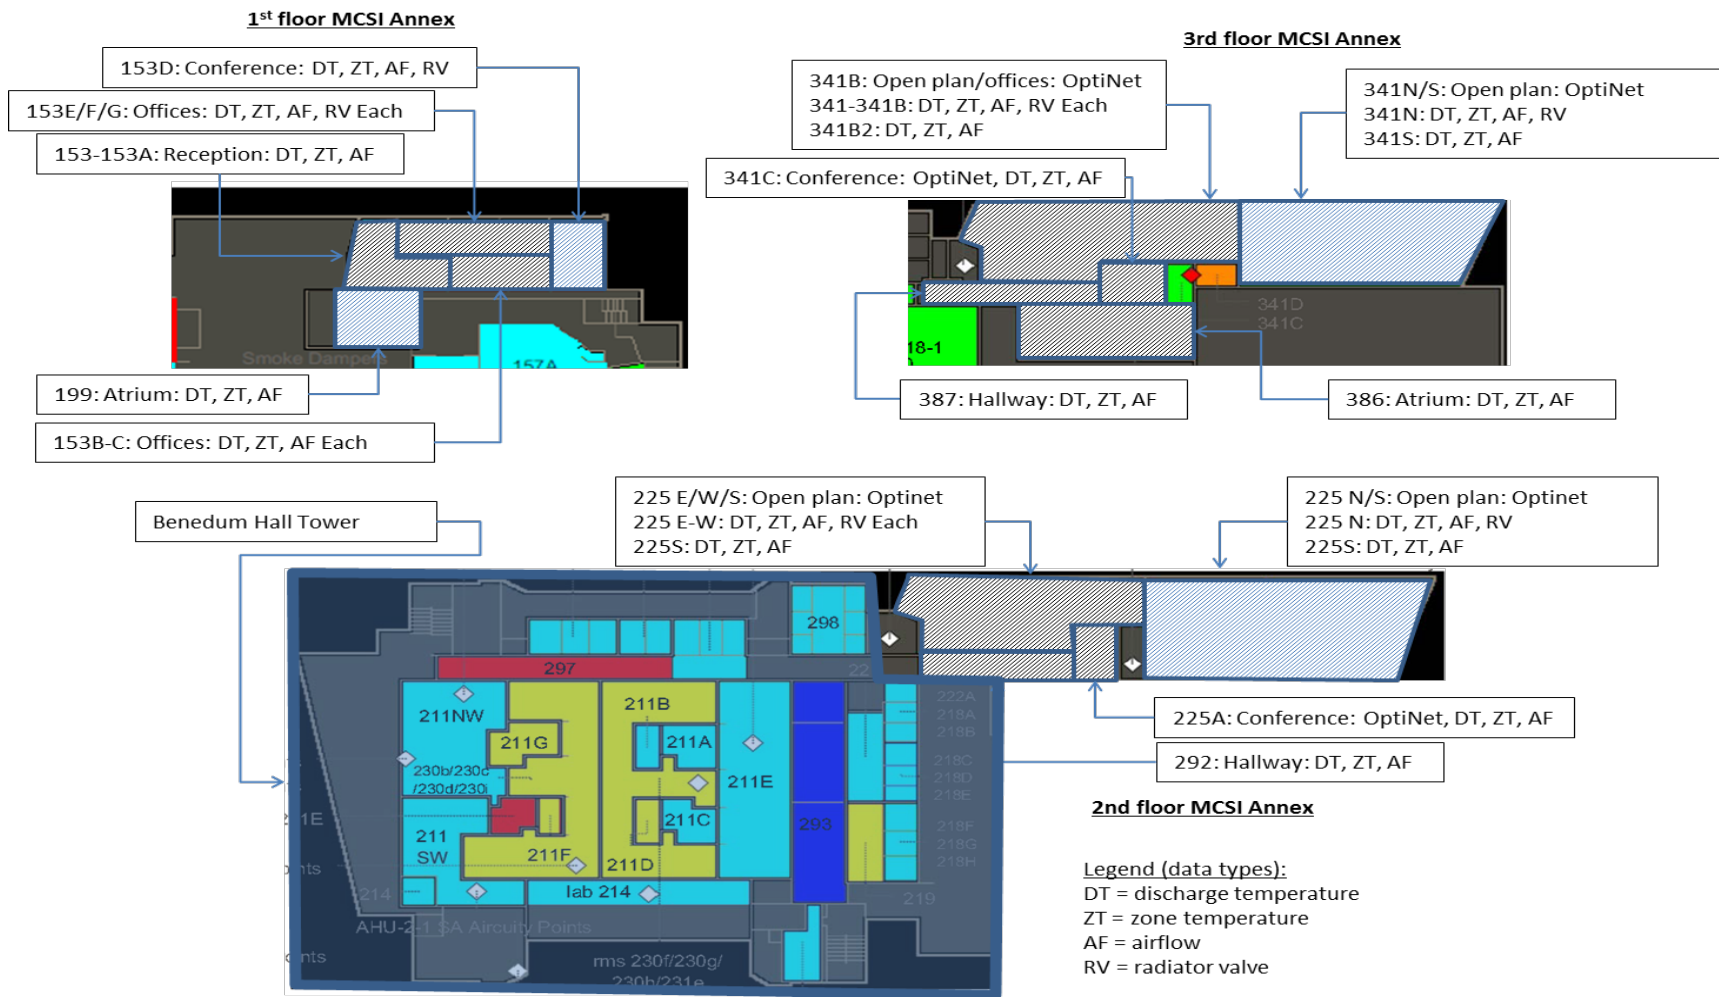 1st floor MCSI Annex
153D: Conference: DT, ZT, AF, RV
153E/F/G: Offices: DT, ZT, AF, RV Each
153-153A: Reception: DT, ZT, AF
Smoke Dampers
157A
199: Atrium: DT, ZT, AF
153B-C: Offices: DT, ZT, AF Each
3rd floor MCSI Annex
341B: Open plan/offices: OptiNet
341-341B: DT, ZT, AF, RV Each
341B2: DT, ZT, AF
341N/S: Open plan: OptiNet
341N: DT, ZT, AF, RV
341S: DT, ZT, AF
341C: Conference: OptiNet, DT, ZT, AF
341D
341C
18-1
387: Hallway: DT, ZT, AF
386: Atrium: DT, ZT, AF
Benedum Hall Tower
225 E/W/S: Open plan: Optinet
225 E-W: DT, ZT, AF, RV Each
225S: DT, ZT, AF
225 N/S: Open plan: Optinet
225 N: DT, ZT, AF, RV
225S: DT, ZT, AF
298
297
22
211NW
211B
222A
218A
218B
211G
211A
230b/230c
/230d/230i
211E
218C
218D
218E
1E
211
SW
211C
293
218F
218G
218H
211F
211D
ints
214
lab 214
219
AHU-2-1 SA Aircuity Points
ints
rms 230f/230g/
230h/231e
225A: Conference: OptiNet, DT, ZT, AF
292: Hallway: DT, ZT, AF
2nd floor MCSI Annex
Legend (data types):
DT = discharge temperature
ZT = zone temperature
AF = airflow
RV = radiator valve